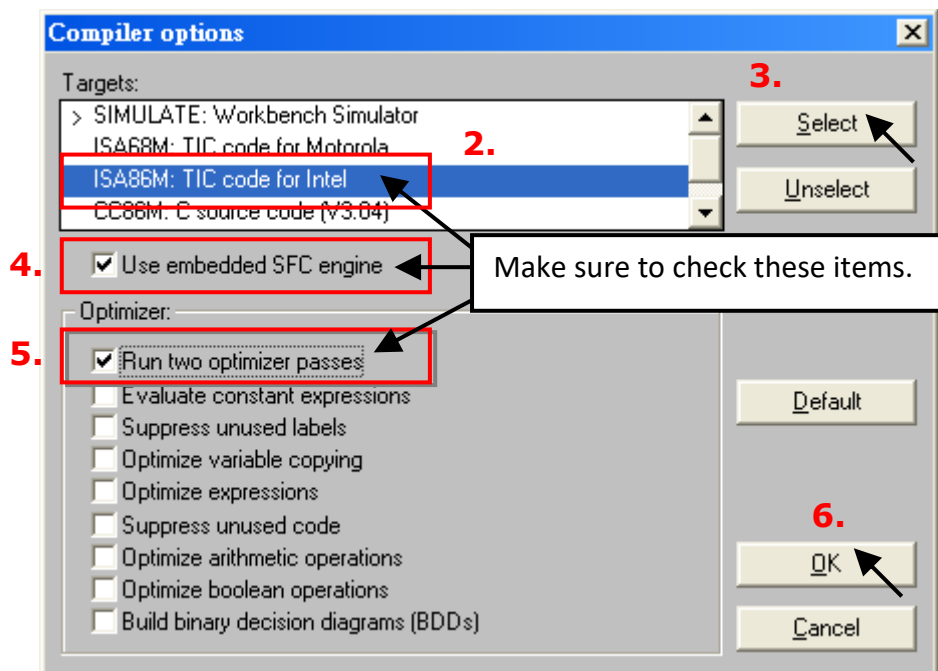 Compiler options
Targets:
3.
> SIMULATE: Workbench Simulator
Select
ISA68M: TIC code for Motorola
2.
ISA86M: TIC code for Intel
Unselect
CC86M: C source code (V3.04)
4.
Use embedded SFC engine
Make sure to check these items.
Optimizer:
5.
Run two optimizer passes
Evaluate constant expressions
Default
Suppress unused labels
Optimize variable copying
Optimize expressions
6.
Suppress unused code
Optimize arithmetic operations
OK
Optimize boolean operations
Build binary decision diagrams (BDDs)
Cancel